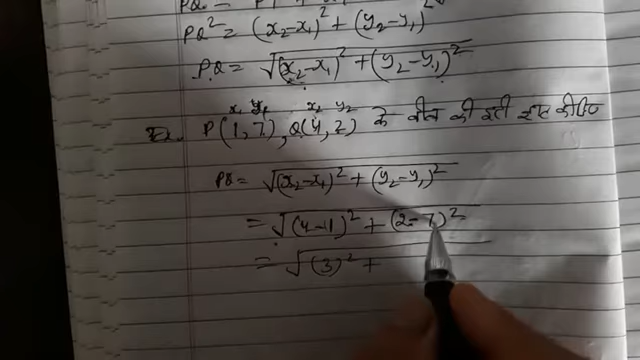 PQ² = (x₂-x₁)² + (y₂-y₁)²
PQ = √(x₂-x₁)² + (y₂-y₁)²
x₁ y₁ x₂ y₂
Ex. P(1,7), Q(4,2) के बीच की दूरी ज्ञात कीजिए
PQ = √(x₂-x₁)² + (y₂-y₁)²
= √(4-1)² + (2-7)²
= √(3)² +